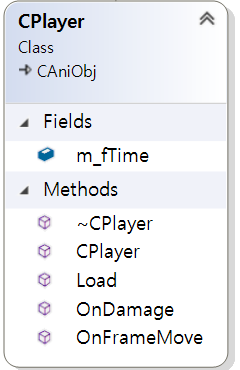 CPlayer
Class
CAniObj
Fields
m_fTime
Methods
~CPlayer
CPlayer
Load
OnDamage
OnFrameMove